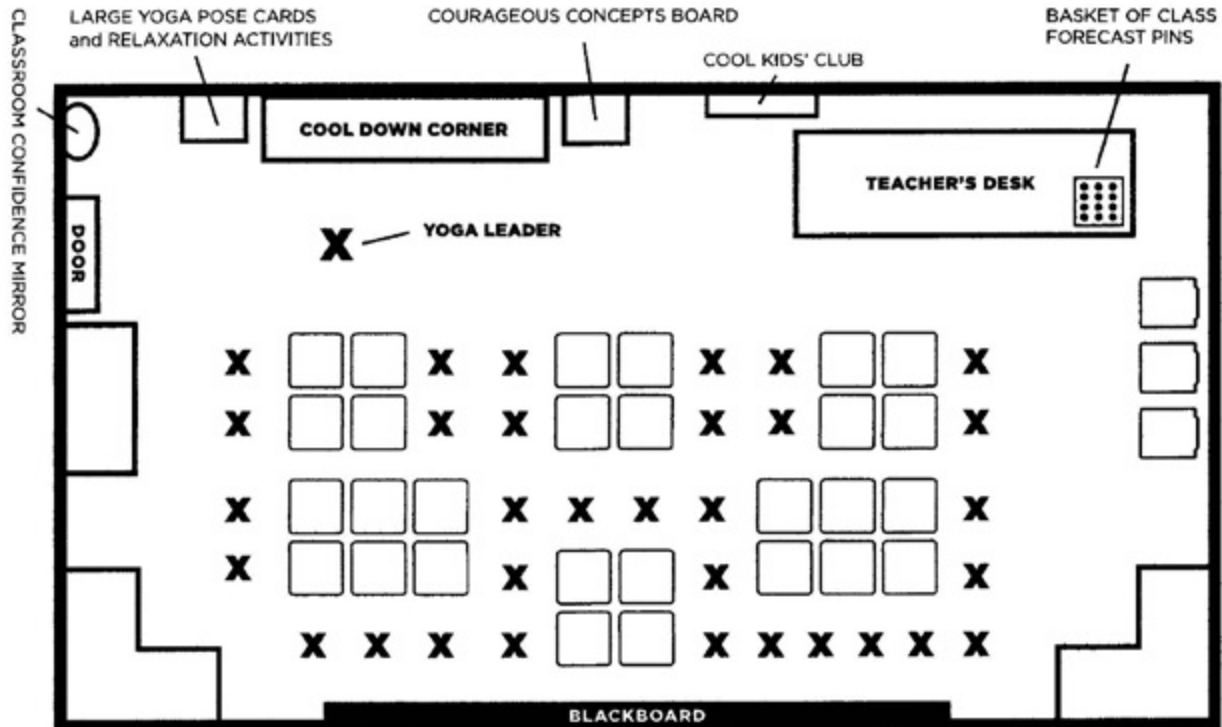 LARGE YOGA POSE CARDS
and RELAXATION ACTIVITIES
COURAGEOUS CONCEPTS BOARD
COOL KIDS' CLUB
BASKET OF CLASS
FORECAST PINS
CLASSROOM CONFIDENCE MIRROR
COOL DOWN CORNER
TEACHER'S DESK
DOOR
X
YOGA LEADER
X X X X X X
X X X X X X
X X X X X X
X X X X
X X X X X X X X X X
BLACKBOARD